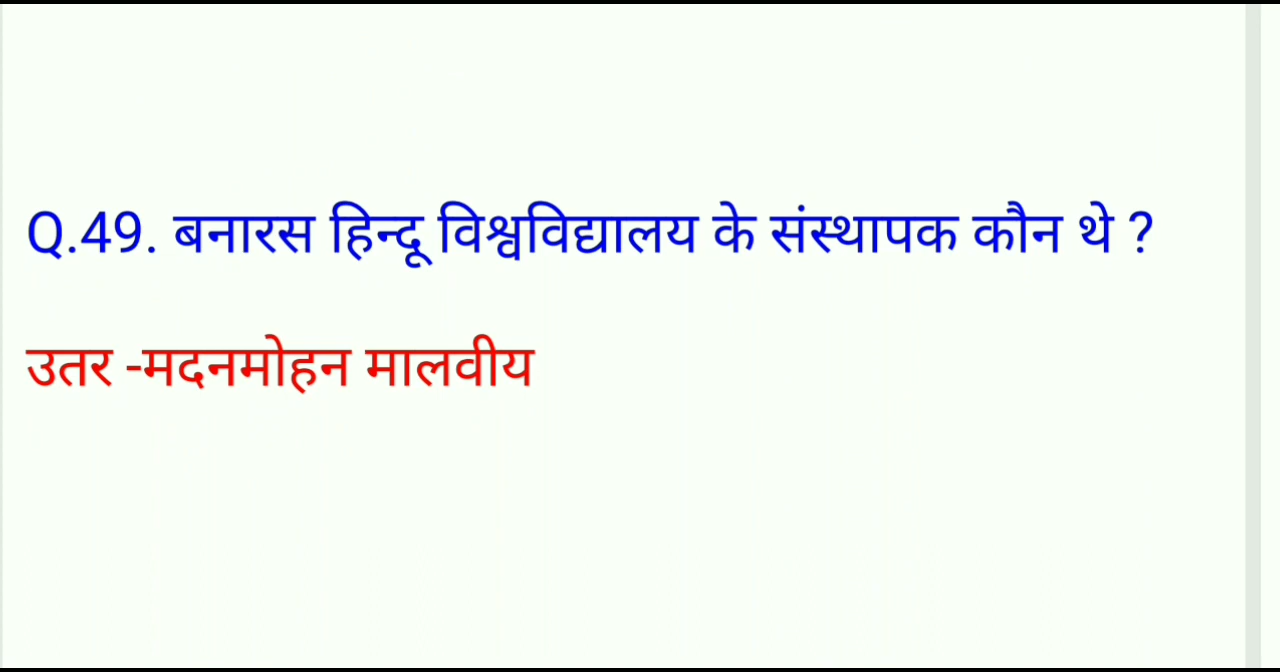 Q.49. बनारस हिन्दू विश्वविद्यालय के संस्थापक कौन थे ?
उतर -मदनमोहन मालवीय